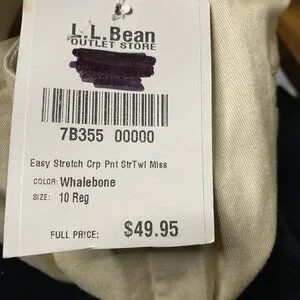 L.L.Bean
OUTLET STORE
7B355 00000
Easy Stretch Crp Pnt StrTwl Miss
COLOR: Whalebone
SIZE: 10 Reg
FULL PRICE: $49.95